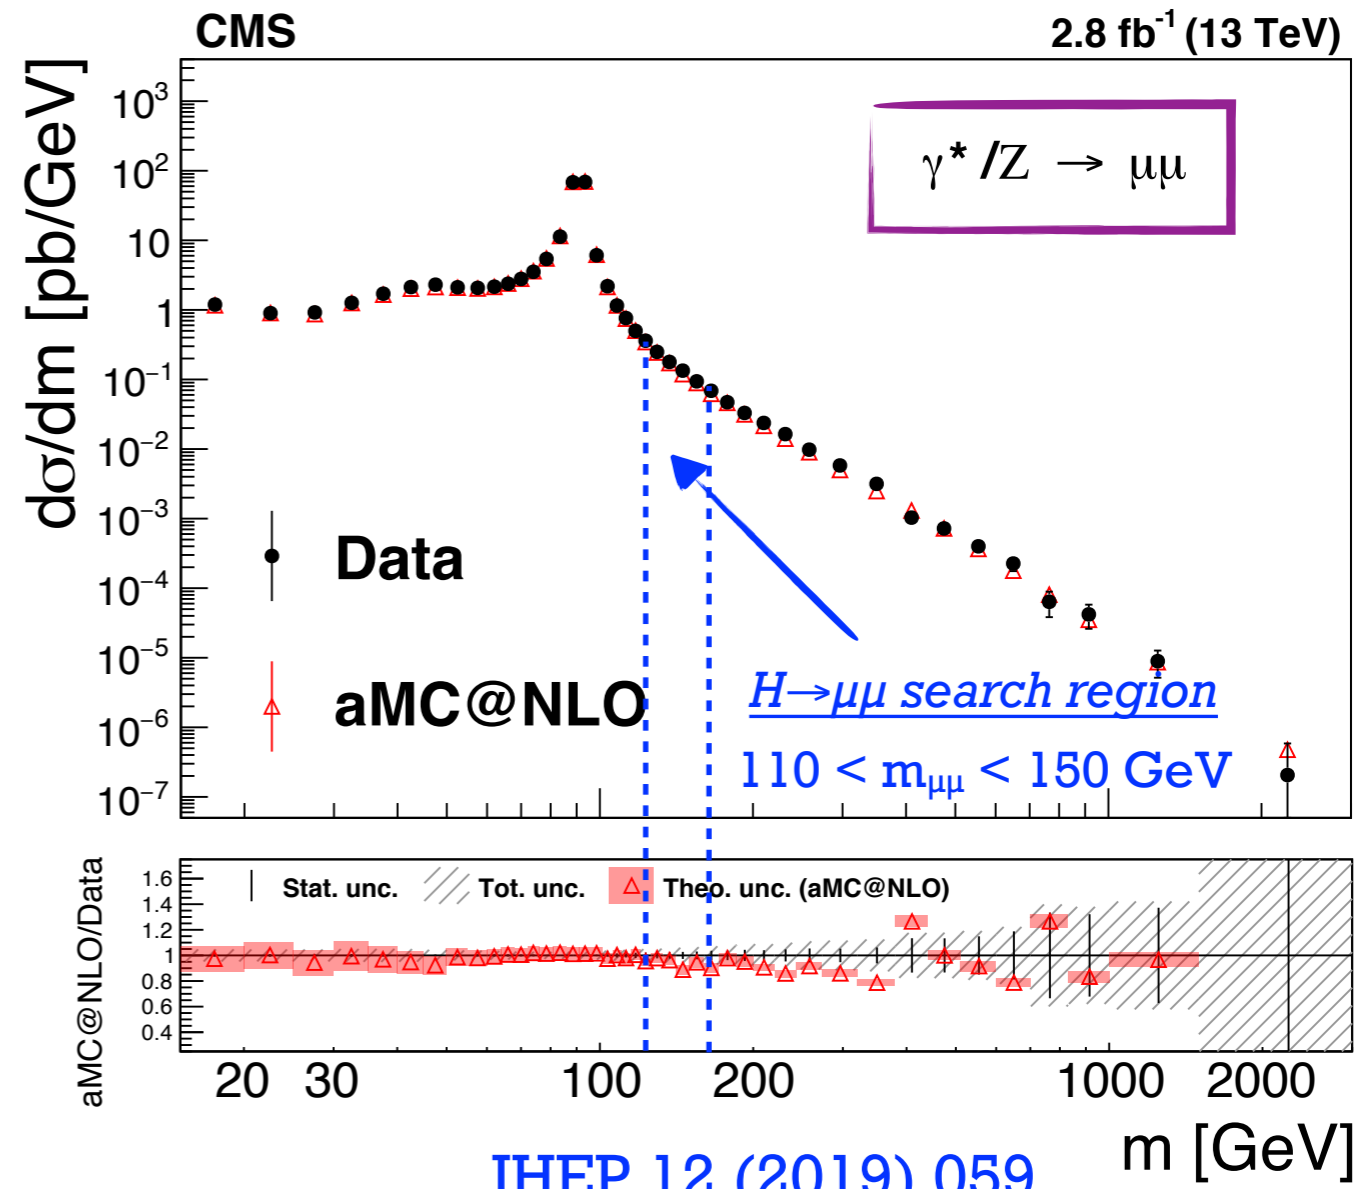 CMS
2.8 fb⁻¹ (13 TeV)
dσ/dm [pb/GeV]
10³
10²
10
1
10⁻¹
10⁻²
10⁻³
10⁻⁴
10⁻⁵
10⁻⁶
10⁻⁷
γ* /Z → μμ
Data
aMC@NLO
H→μμ search region
110 < mμμ < 150 GeV
aMC@NLO/Data
1.6
1.4
1.2
1
0.8
0.6
0.4
Stat. unc.
Tot. unc.
Theo. unc. (aMC@NLO)
20 30 100 200 1000 2000
m [GeV]
JHEP 12 (2019) 059